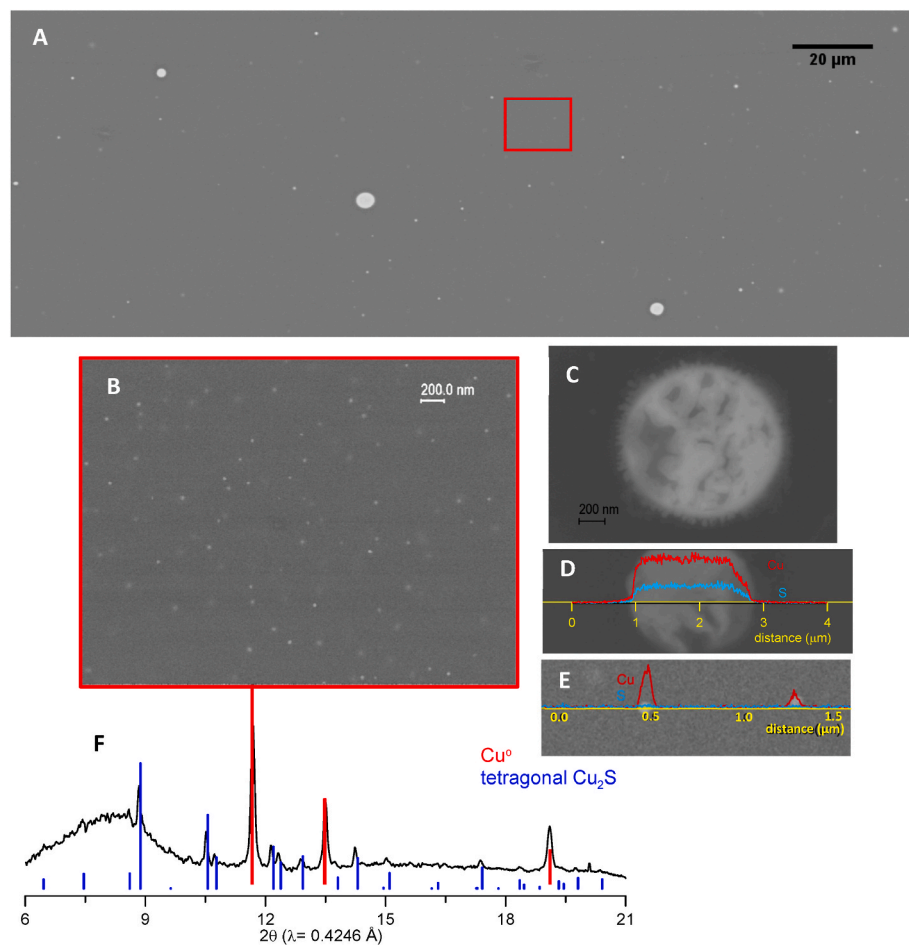 A
20 μm
B
200.0 nm
C
200 nm
D
Cu
S
0 1 2 3 4
distance (μm)
E
Cu
S
0.0 0.5 1.0 1.5
distance (μm)
F
Cuº
tetragonal Cu₂S
6 9 12 15 18 21
2θ (λ= 0.4246 Å)